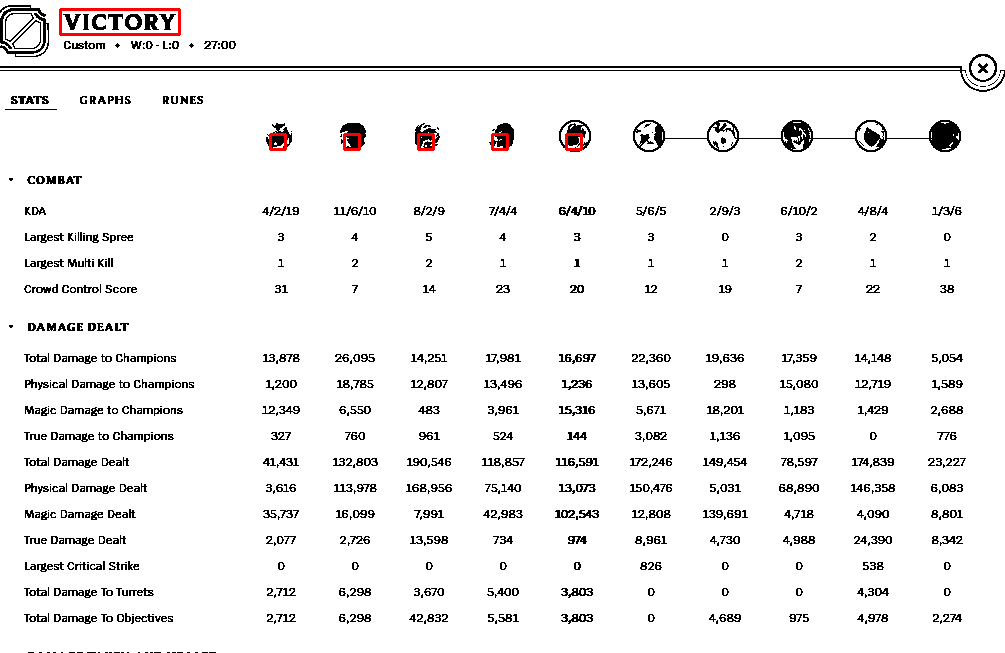 VICTORY
Custom • W:0 - L:0 • 27:00
STATS GRAPHS RUNES
COMBAT
KDA 4/2/19 11/6/10 8/2/9 7/4/4 6/4/10 5/6/5 2/9/3 6/10/2 4/8/4 1/3/6
Largest Killing Spree 3 4 5 4 3 3 0 3 2 0
Largest Multi Kill 1 2 2 1 1 1 1 2 1 1
Crowd Control Score 31 7 14 23 20 12 19 7 22 38
DAMAGE DEALT
Total Damage to Champions 13,878 26,095 14,251 17,981 16,697 22,360 19,636 17,359 14,148 5,054
Physical Damage to Champions 1,200 18,785 12,807 13,496 1,236 13,605 298 15,080 12,719 1,589
Magic Damage to Champions 12,349 6,550 483 3,961 15,316 5,671 18,201 1,183 1,429 2,688
True Damage to Champions 327 760 961 524 144 3,082 1,136 1,095 0 776
Total Damage Dealt 41,431 132,803 190,546 118,857 116,591 172,246 149,454 78,597 174,839 23,227
Physical Damage Dealt 3,616 113,978 168,956 75,140 13,073 150,476 5,031 68,890 146,358 6,083
Magic Damage Dealt 35,737 16,099 7,991 42,983 102,543 12,808 139,691 4,718 4,090 8,801
True Damage Dealt 2,077 2,726 13,598 734 974 8,961 4,730 4,988 24,390 8,342
Largest Critical Strike 0 0 0 0 0 826 0 0 538 0
Total Damage To Turrets 2,712 6,298 3,670 5,400 3,803 0 0 0 4,304 0
Total Damage To Objectives 2,712 6,298 42,832 5,581 3,803 0 4,689 975 4,978 2,274